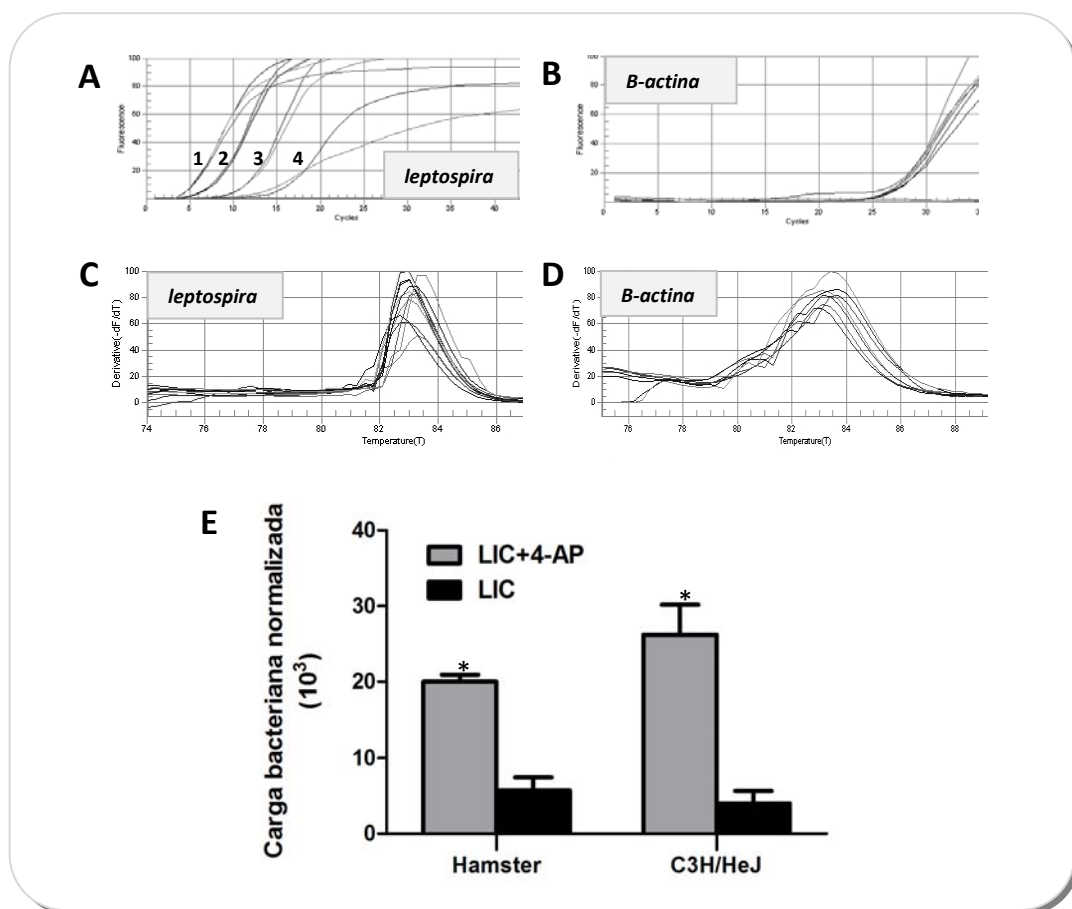 A
100
80
60
40
20
Fluorescence
1 2 3 4
leptospira
0 5 10 15 20 25 30 35 40
Cycles
B
B-actina
100
80
60
40
20
Fluorescence
0 5 10 15 20 25 30 35
Cycles
C
leptospira
100
80
60
40
20
0
Derivative(-dF/dT)
74 76 78 80 82 84 86
Temperature(T)
D
B-actina
100
80
60
40
20
0
Derivative(-dF/dT)
76 78 80 82 84 86 88
Temperature(T)
E
Carga bacteriana normalizada
(10³)
40
30
20
10
0
LIC+4-AP
LIC
* *
Hamster C3H/HeJ